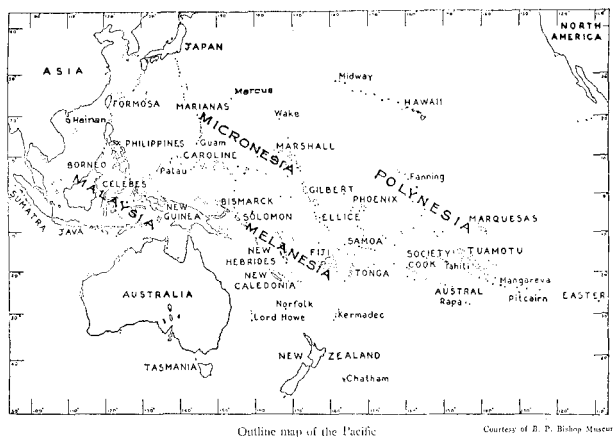 NORTH
AMERICA
JAPAN
ASIA
Midway
Marcus
HAWAII
FORMOSA
MARIANAS
Wake
Hainan
MICRONESIA
PHILIPPINES
Guam
MARSHALL
CAROLINE
BORNEO
Palau
Fanning
POLYNESIA
CELEBES
MALAYSIA
GILBERT
PHOENIX
SUMATRA
NEW
GUINEA
BISMARCK
SOLOMON
ELLICE
MARQUESAS
JAVA
MELANESIA
SAMOA
NEW
HEBRIDES
FIJI
SOCIETY
TUAMOTU
COOK
Tahiti
TONGA
NEW
CALEDONIA
Mangareva
AUSTRALIA
AUSTRAL
Rapa
Pitcairn
EASTER
Norfolk
Lord Howe
Kermadec
TASMANIA
NEW ZEALAND
Chatham
Outline map of the Pacific
Courtesy of B. P. Bishop Museum